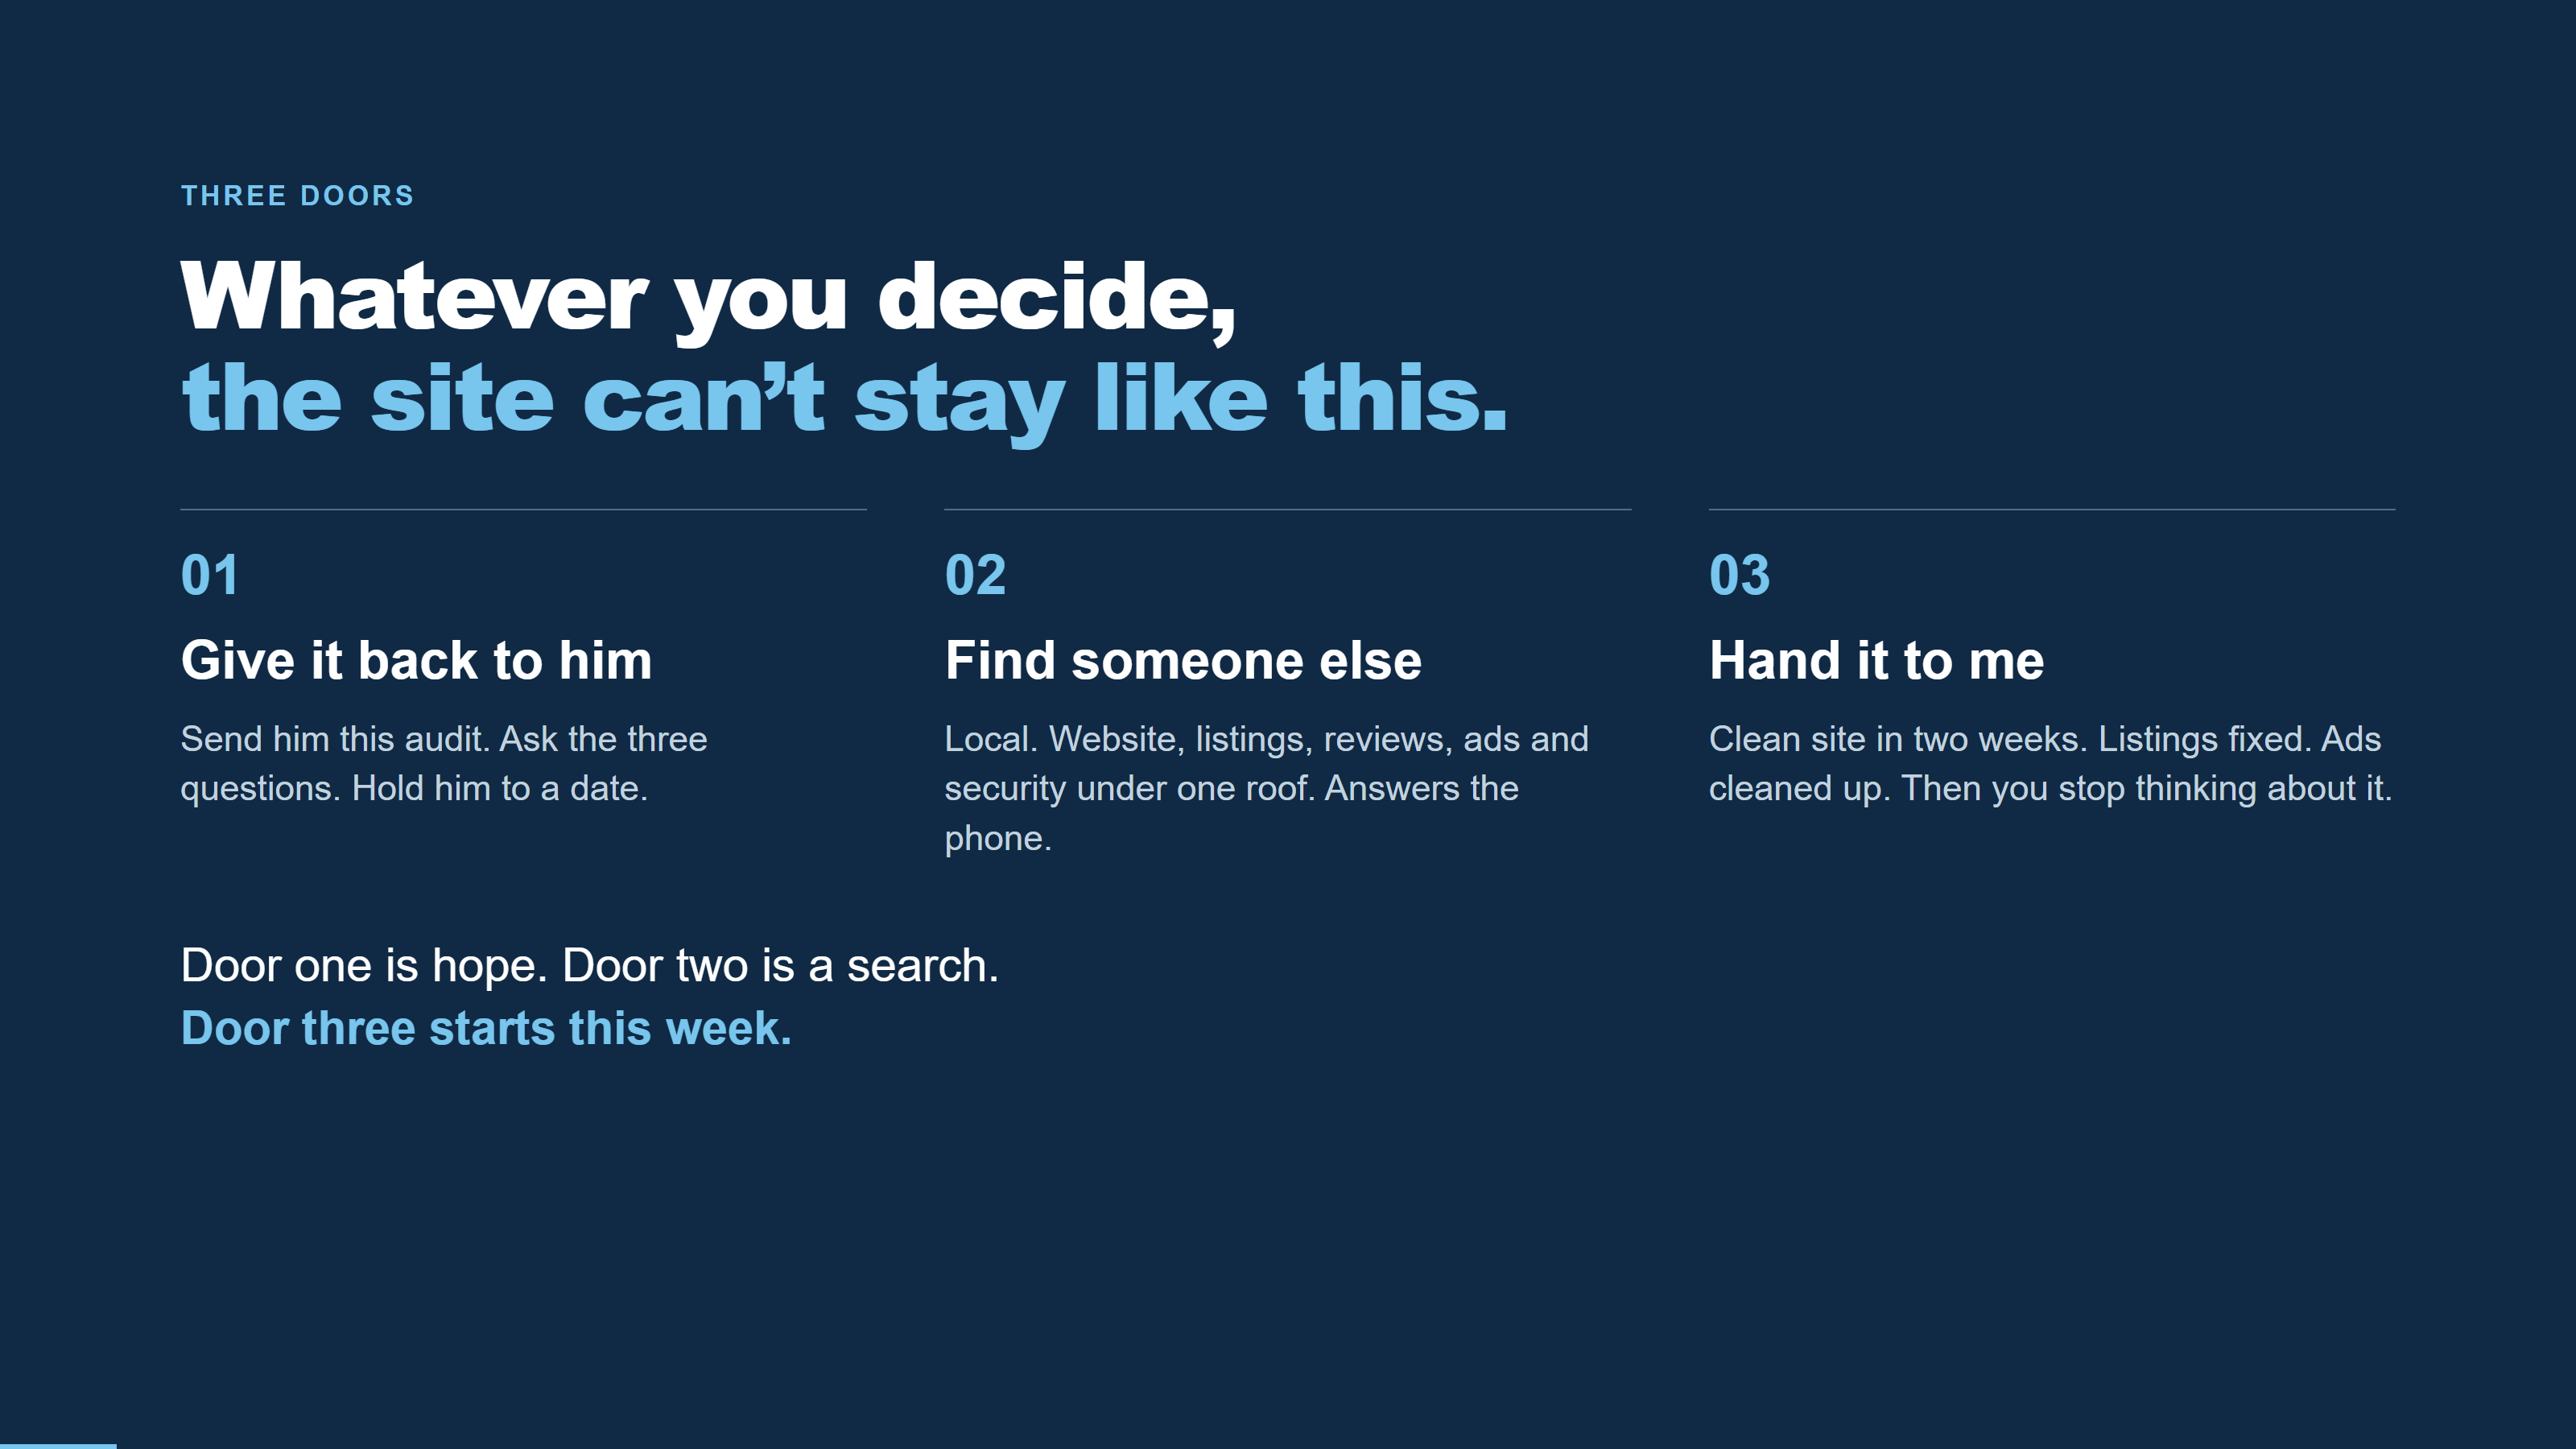 THREE DOORS
Whatever you decide,
the site can’t stay like this.
01
Give it back to him
Send him this audit. Ask the three
questions. Hold him to a date.
02
Find someone else
Local. Website, listings, reviews, ads and
security under one roof. Answers the
phone.
03
Hand it to me
Clean site in two weeks. Listings fixed. Ads
cleaned up. Then you stop thinking about it.
Door one is hope. Door two is a search.
Door three starts this week.